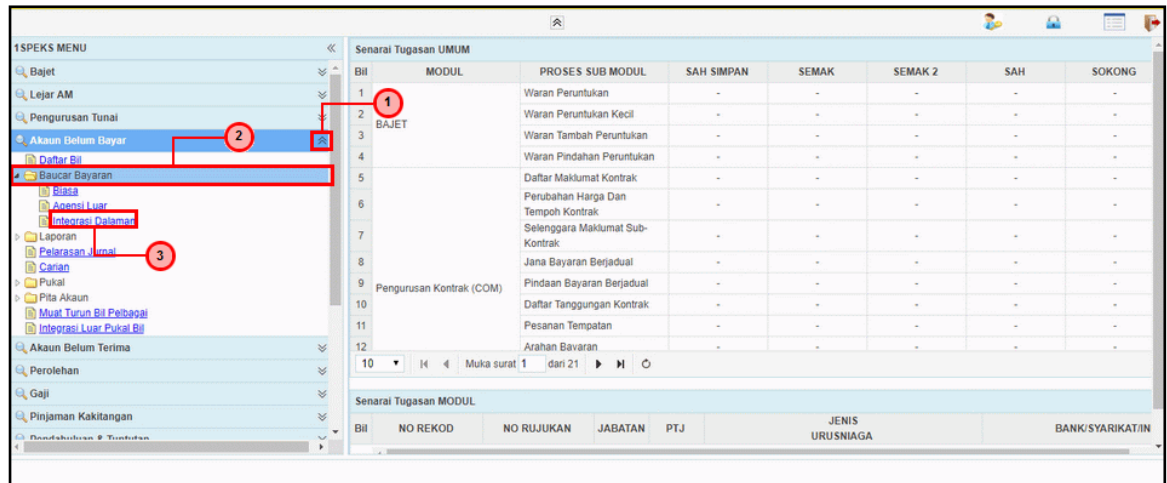 1SPEKS MENU
Bajet
Lejar AM
Pengurusan Tunai
Akaun Belum Bayar
Daftar Bil
Baucar Bayaran
Biasa
Agensi Luar
Integrasi Dalaman
Laporan
Pelarasan Jurnal
Carian
Pukal
Pita Akaun
Muat Turun Bil Pelbagai
Integrasi Luar Pukal Bil
Akaun Belum Terima
Perolehan
Gaji
Pinjaman Kakitangan
Pendahuluan & Tuntutan
1
2
3
Senarai Tugasan UMUM
Bil MODUL PROSES SUB MODUL SAH SIMPAN SEMAK SEMAK 2 SAH SOKONG
1 Waran Peruntukan - - - - -
2 Waran Peruntukan Kecil - - - - -
BAJET
3 Waran Tambah Peruntukan - - - - -
4 Waran Pindahan Peruntukan - - - - -
5 Daftar Maklumat Kontrak - - - - -
6 Perubahan Harga Dan
Tempoh Kontrak - - - - -
7 Selenggara Maklumat Sub-
Kontrak - - - - -
8 Jana Bayaran Berjadual - - - - -
9 Pindaan Bayaran Berjadual - - - - -
Pengurusan Kontrak (COM)
10 Daftar Tanggungan Kontrak - - - - -
11 Pesanan Tempatan - - - - -
12 Arahan Bayaran - - - - -
10 Muka surat 1 dari 21
Senarai Tugasan MODUL
Bil NO REKOD NO RUJUKAN JABATAN PTJ JENIS
URUSNIAGA BANK/SYARIKAT/IN